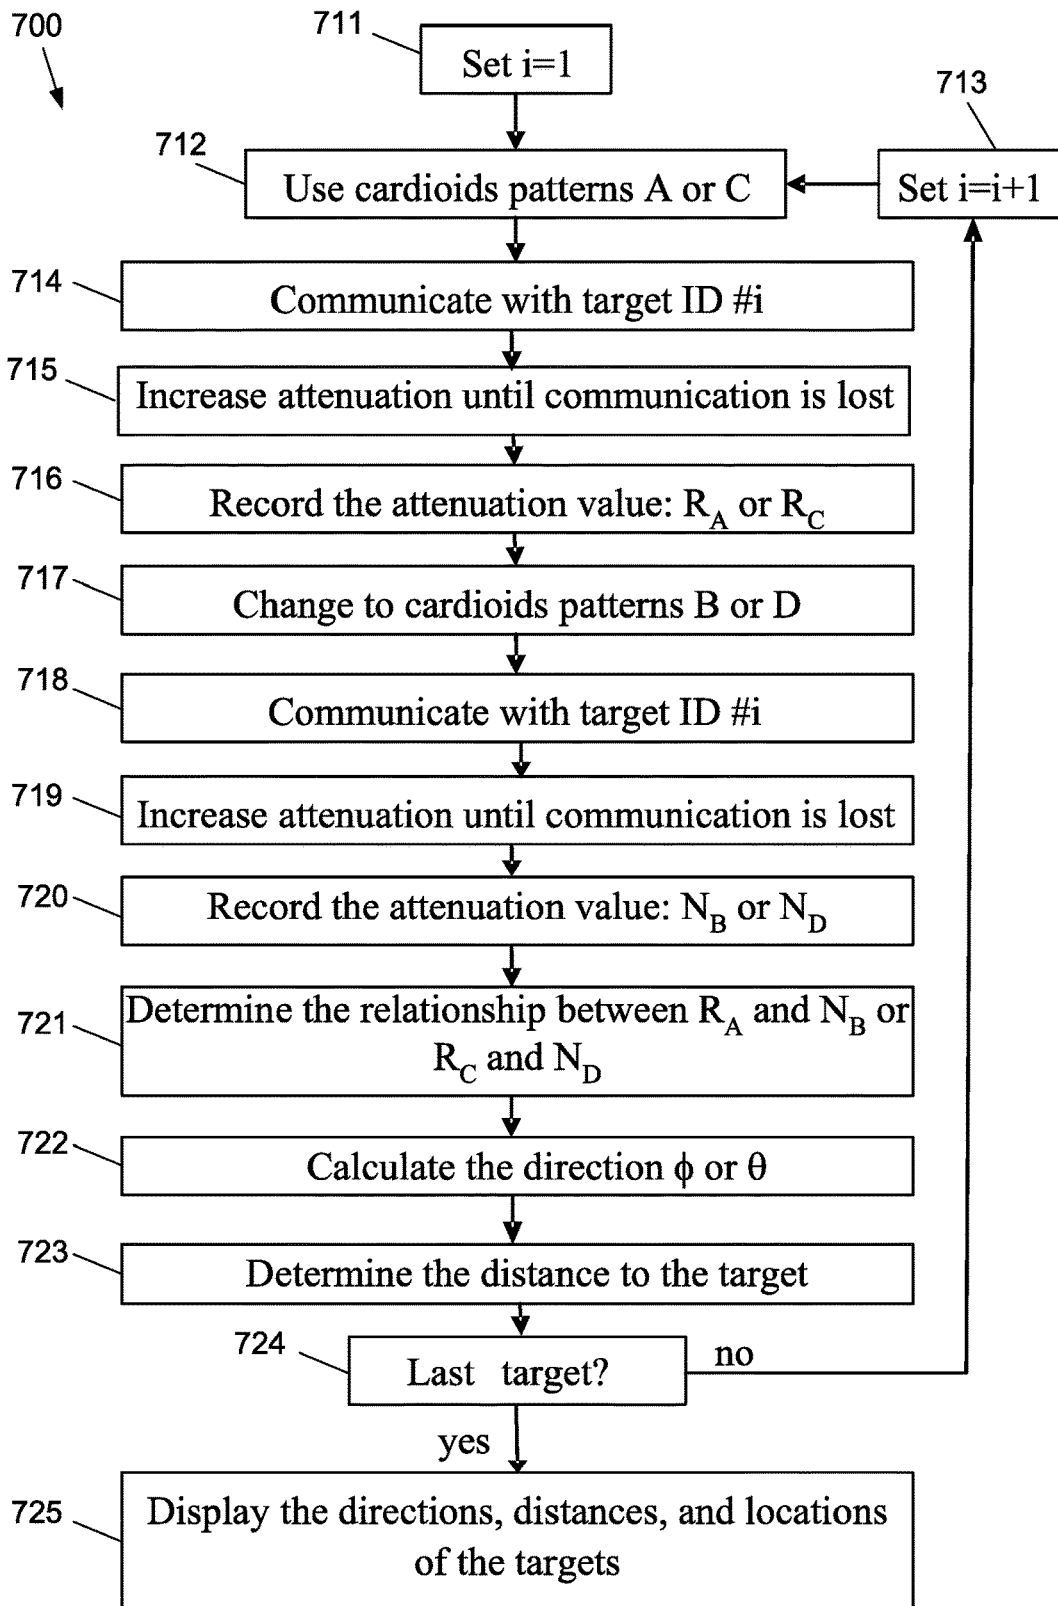 700
711
Set i=1
713
712
Use cardioids patterns A or C
Set i=i+1
714
Communicate with target ID #i
715
Increase attenuation until communication is lost
716
Record the attenuation value: R_A or R_C
717
Change to cardioids patterns B or D
718
Communicate with target ID #i
719
Increase attenuation until communication is lost
720
Record the attenuation value: N_B or N_D
721
Determine the relationship between R_A and N_B or
R_C and N_D
722
Calculate the direction ϕ or θ
723
Determine the distance to the target
724
Last target?
no
yes
725
Display the directions, distances, and locations
of the targets